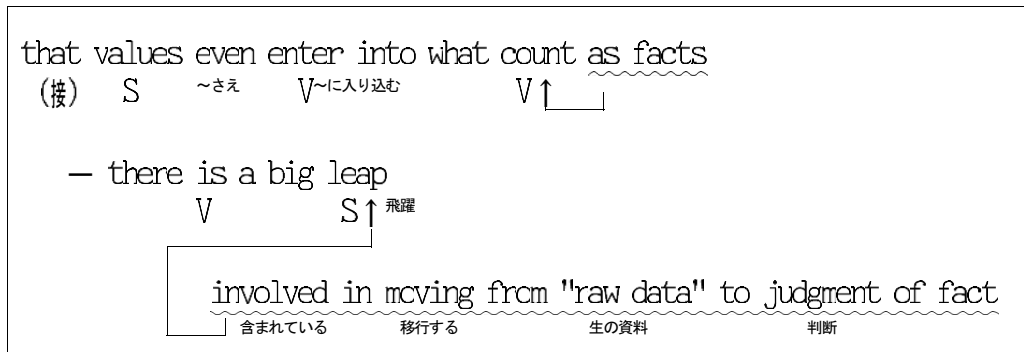 that values even enter into what count as facts
(接) S ～さえ V～に入り込む V↑
— there is a big leap
V S↑ 飛躍
involved in mcving frcm "raw data" to judgment of fact
含まれている 移行する 生の資料 判断